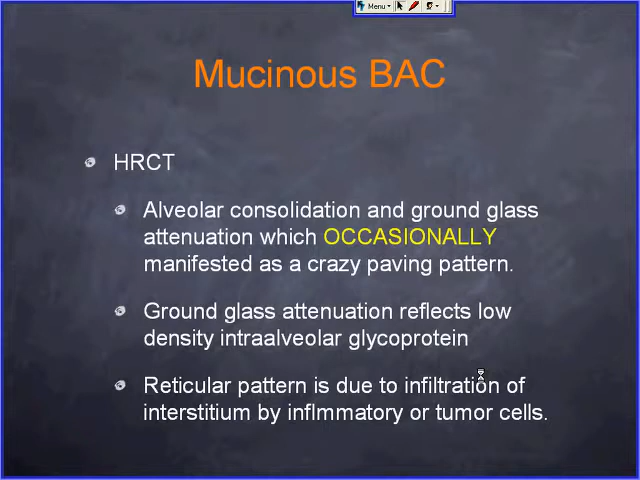 Menu
Mucinous BAC
HRCT
Alveolar consolidation and ground glass
attenuation which OCCASIONALLY
manifested as a crazy paving pattern.
Ground glass attenuation reflects low
density intraalveolar glycoprotein
Reticular pattern is due to infiltration of
interstitium by inflmmatory or tumor cells.